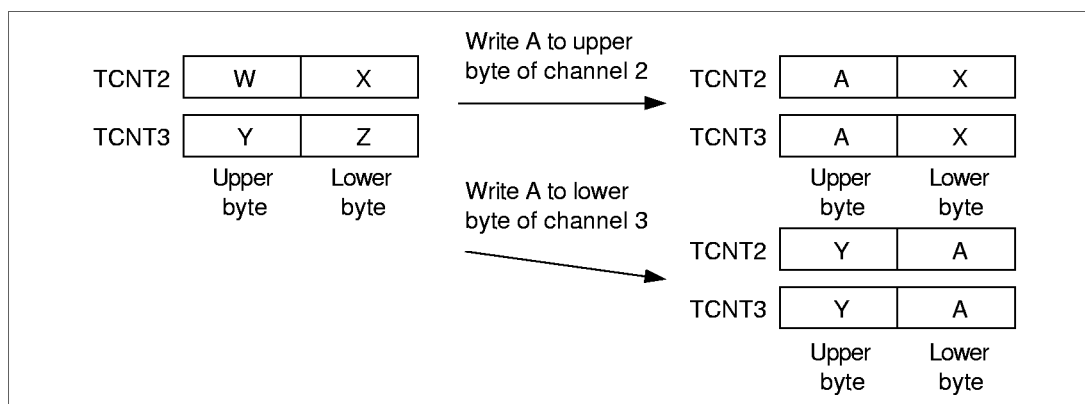 TCNT2 W X
TCNT3 Y Z
Upper byte Lower byte
Write A to upper
byte of channel 2
TCNT2 A X
TCNT3 A X
Upper byte Lower byte
Write A to lower
byte of channel 3
TCNT2 Y A
TCNT3 Y A
Upper byte Lower byte